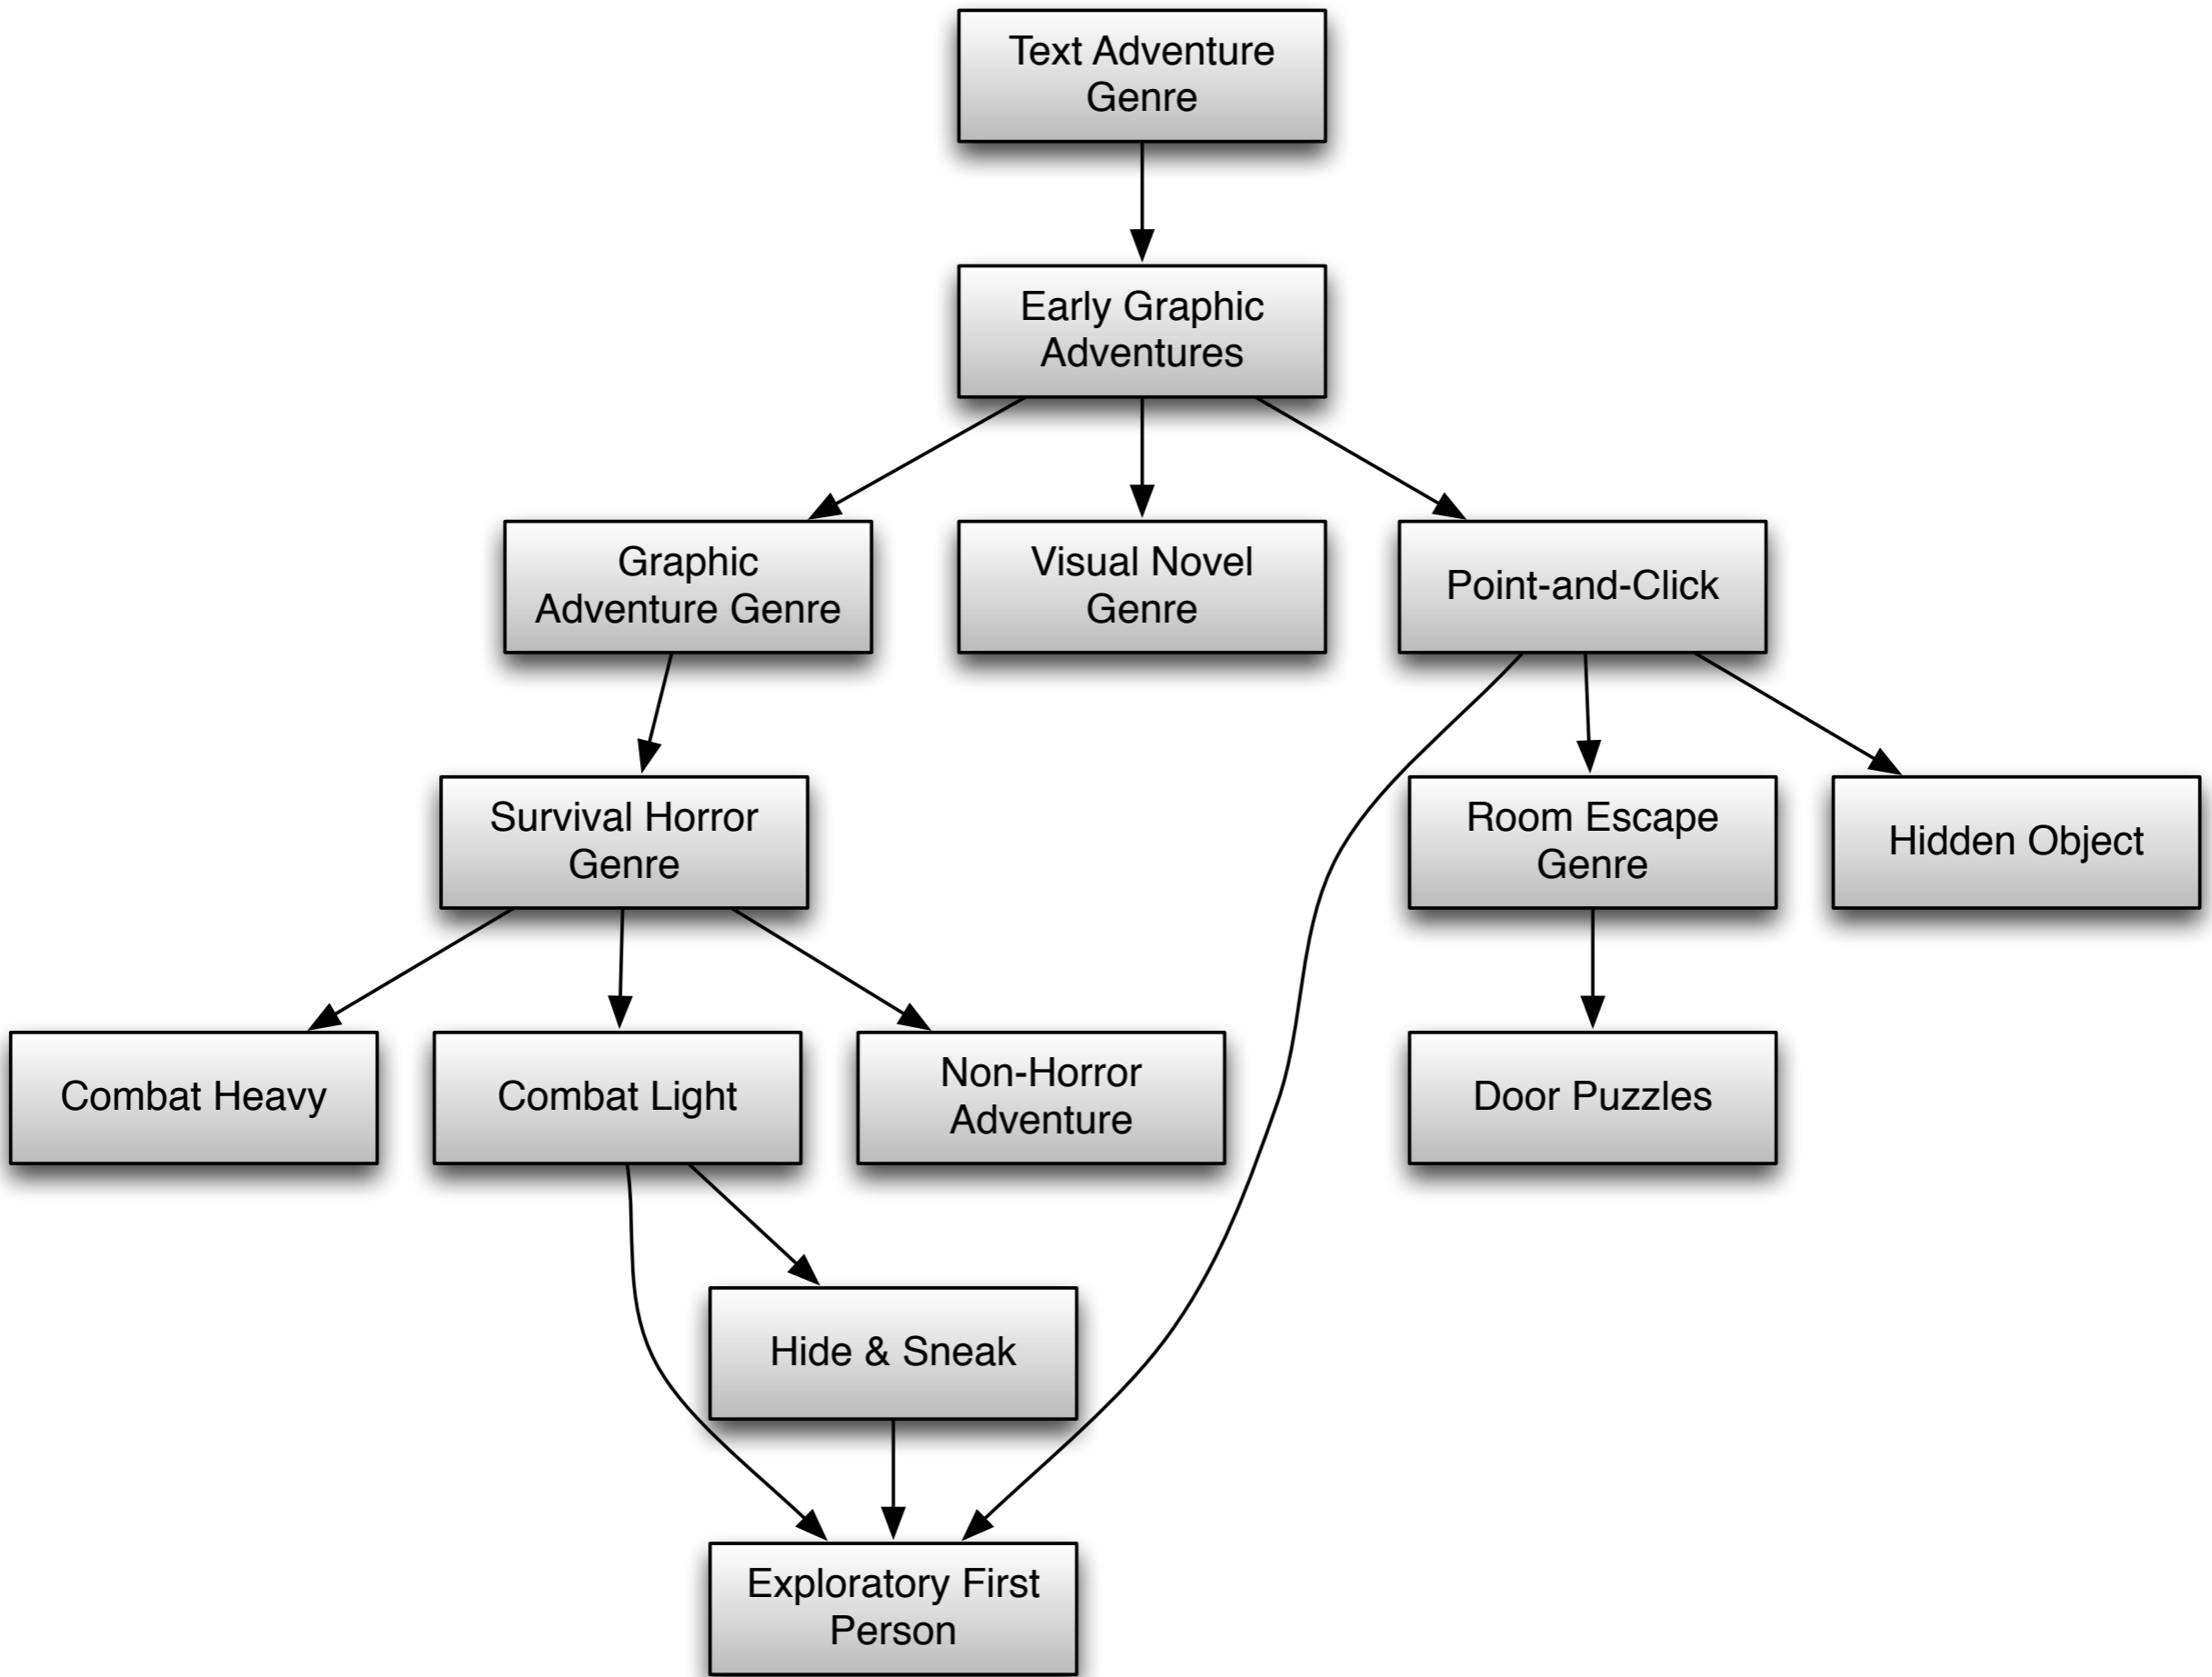 Text Adventure
Genre
Early Graphic
Adventures
Graphic
Adventure Genre
Visual Novel
Genre
Point-and-Click
Survival Horror
Genre
Room Escape
Genre
Hidden Object
Combat Heavy
Combat Light
Non-Horror
Adventure
Door Puzzles
Hide & Sneak
Exploratory First
Person